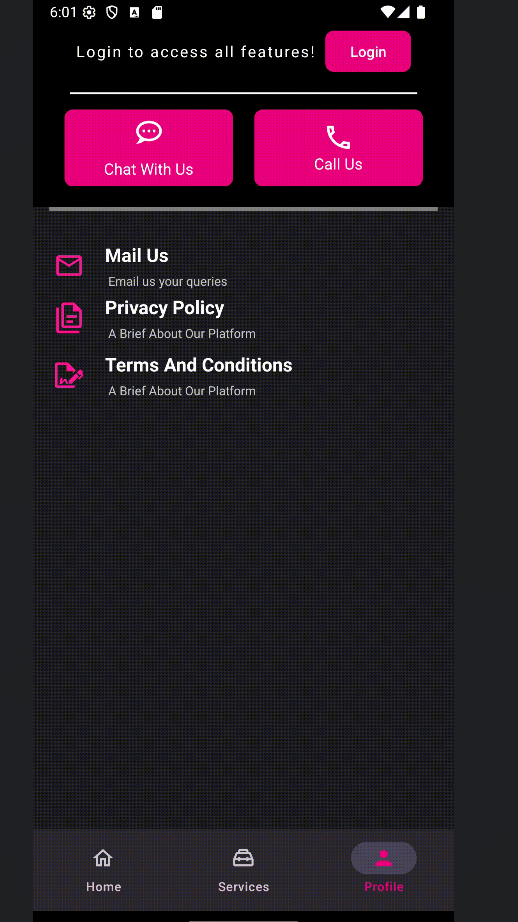 6:01
Login to access all features!
Login
Chat With Us
Call Us
Mail Us
Email us your queries
Privacy Policy
A Brief About Our Platform
Terms And Conditions
A Brief About Our Platform
Home
Services
Profile